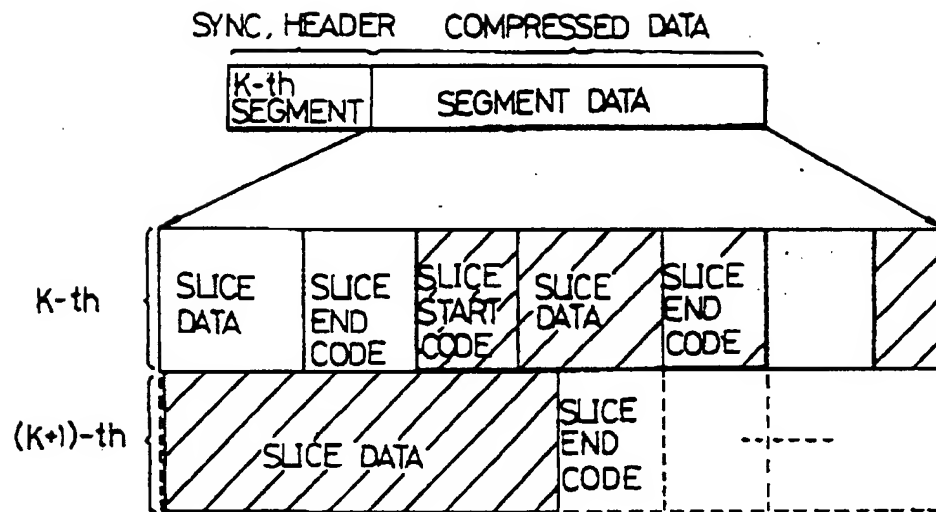 SYNC, HEADER COMPRESSED DATA
K-th
SEGMENT
SEGMENT DATA
K-th
SLICE
DATA
SLICE
END
CODE
SLICE
START
CODE
SLICE
DATA
SLICE
END
CODE
(K+1)-th
SLICE DATA
SLICE
END
CODE